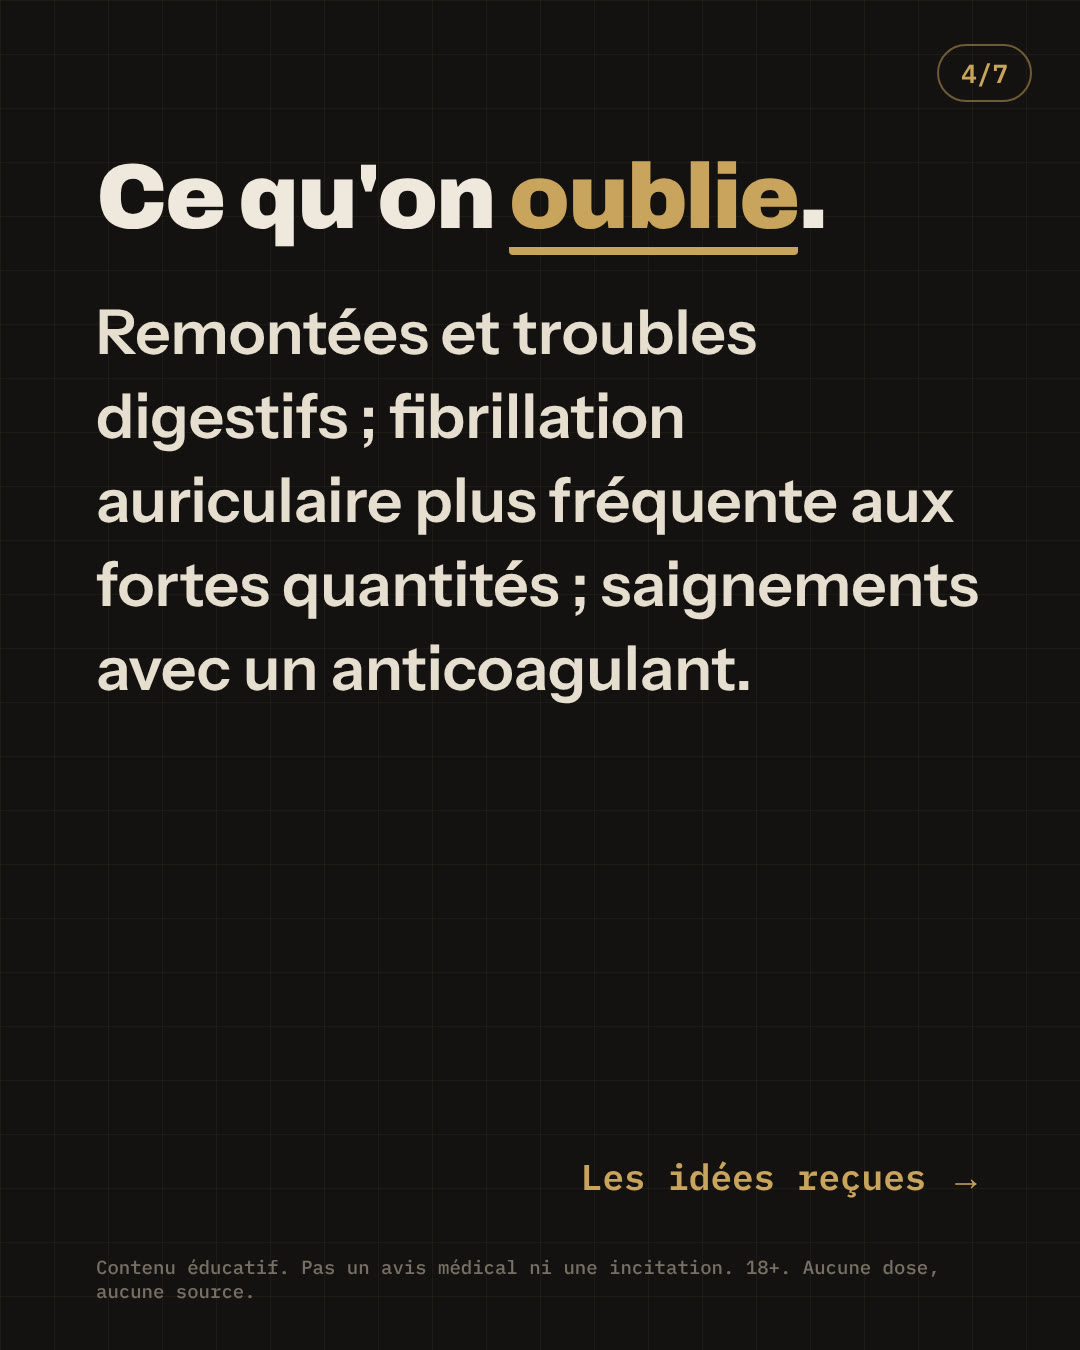 4/7
Ce qu'on oublie.
Remontées et troubles
digestifs ; fibrillation
auriculaire plus fréquente aux
fortes quantités ; saignements
avec un anticoagulant.
Les idées reçues →
Contenu éducatif. Pas un avis médical ni une incitation. 18+. Aucune dose,
aucune source.